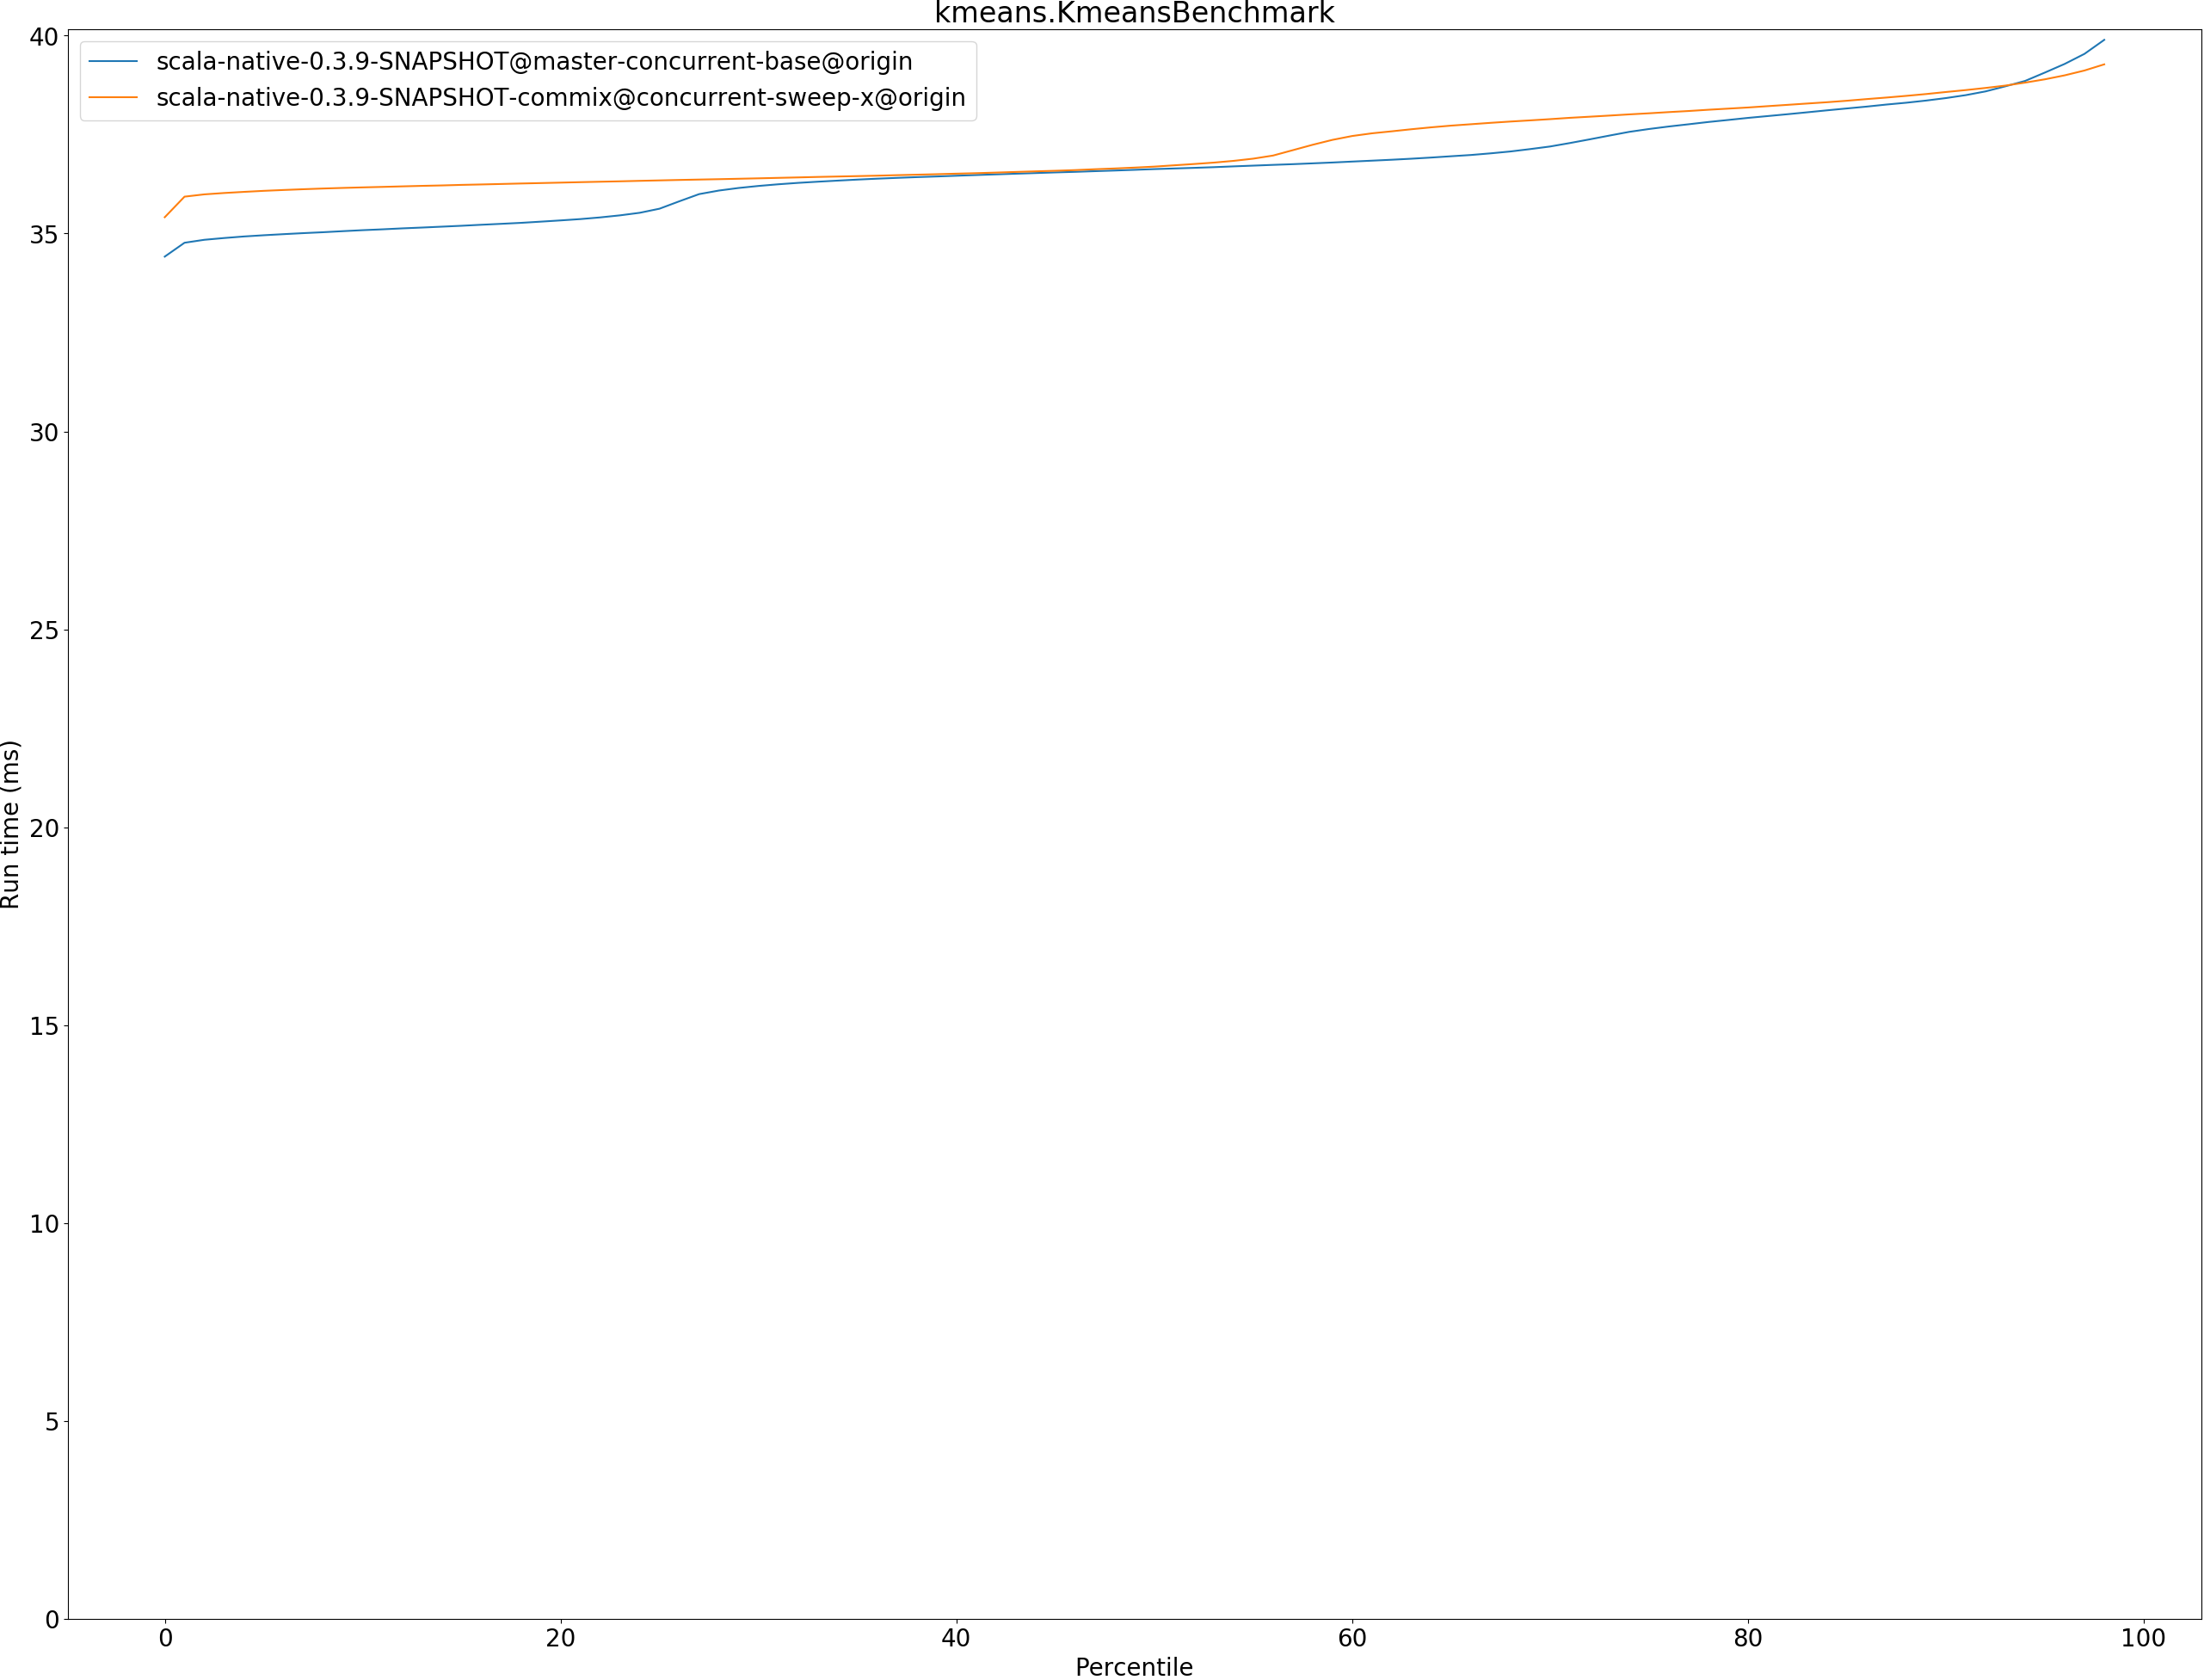 kmeans.KmeansBenchmark
scala-native-0.3.9-SNAPSHOT@master-concurrent-base@origin
scala-native-0.3.9-SNAPSHOT-commix@concurrent-sweep-x@origin
40
35
30
25
20
15
10
5
0
Run time (ms)
0 20 40 60 80 100
Percentile